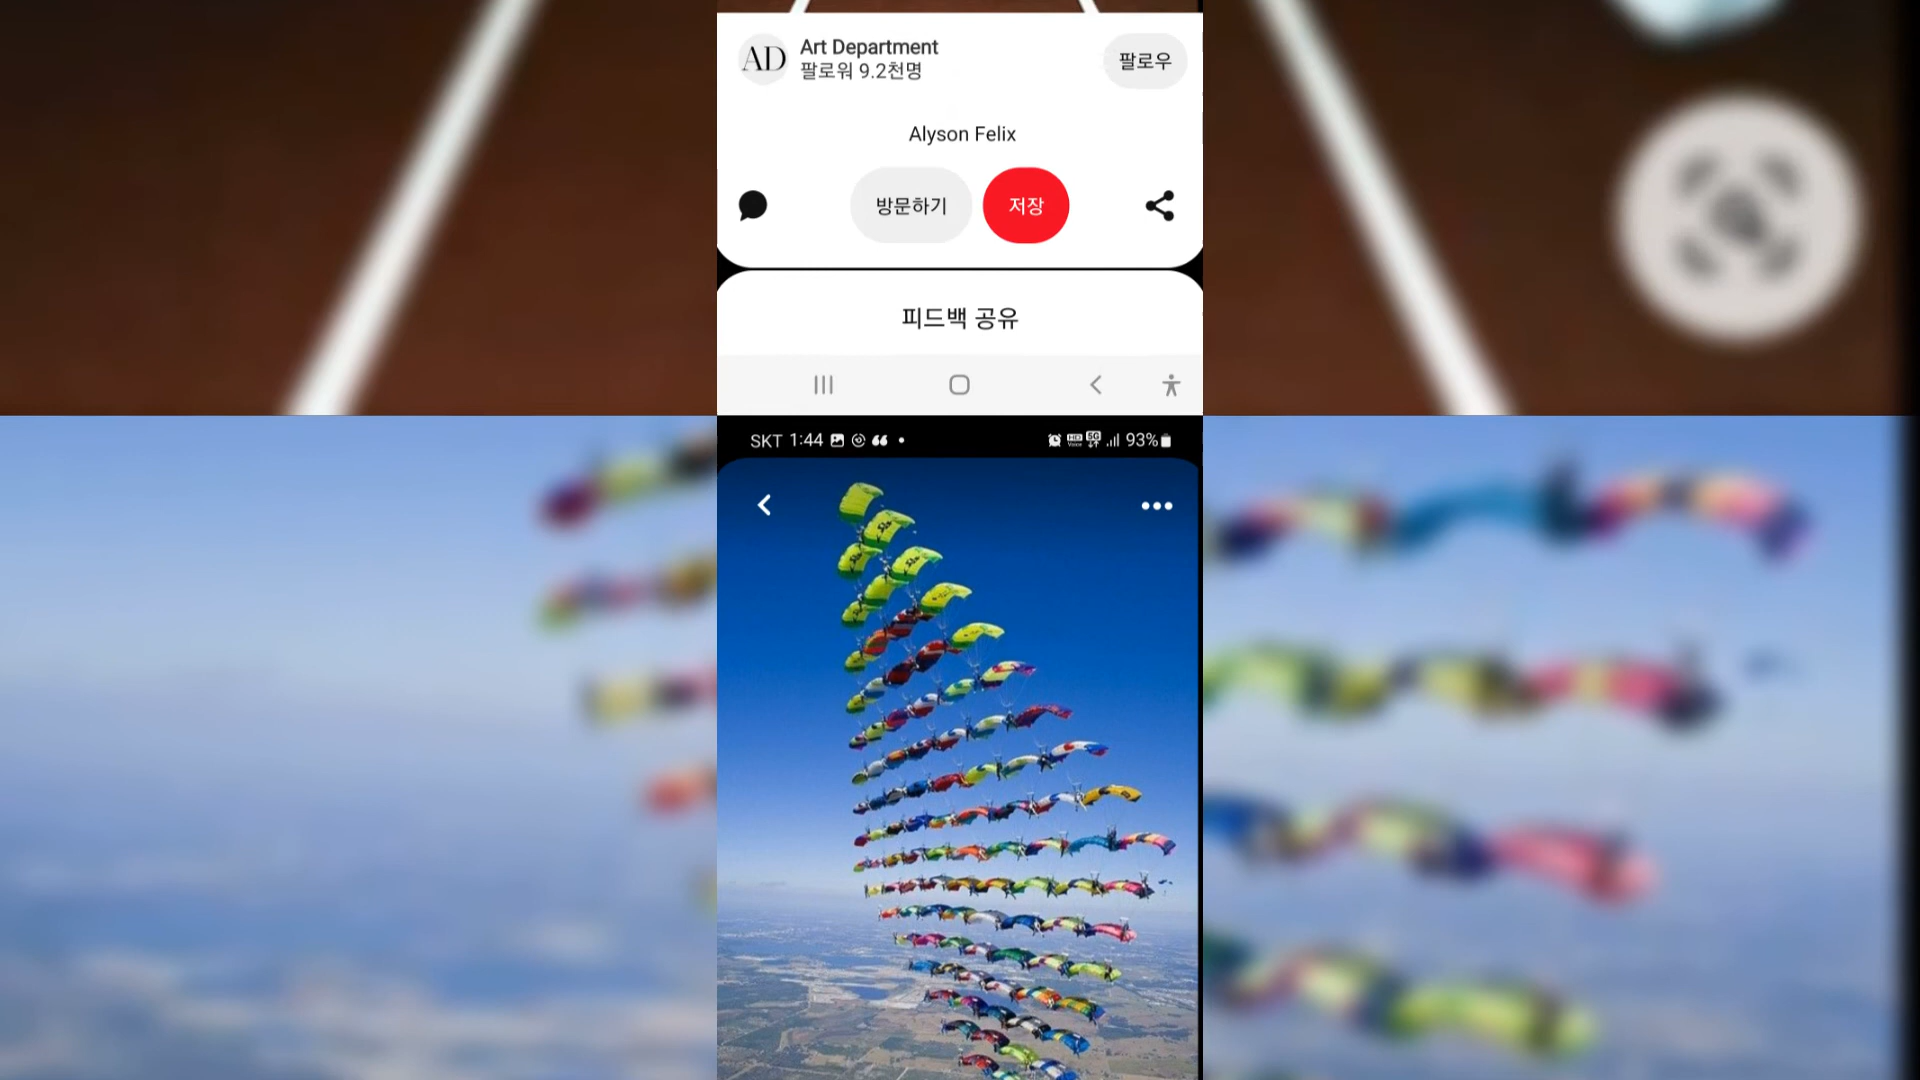 AD
Art Department
팔로워 9.2천명
팔로우
Alyson Felix
방문하기
저장
피드백 공유
SKT 1:44
93%